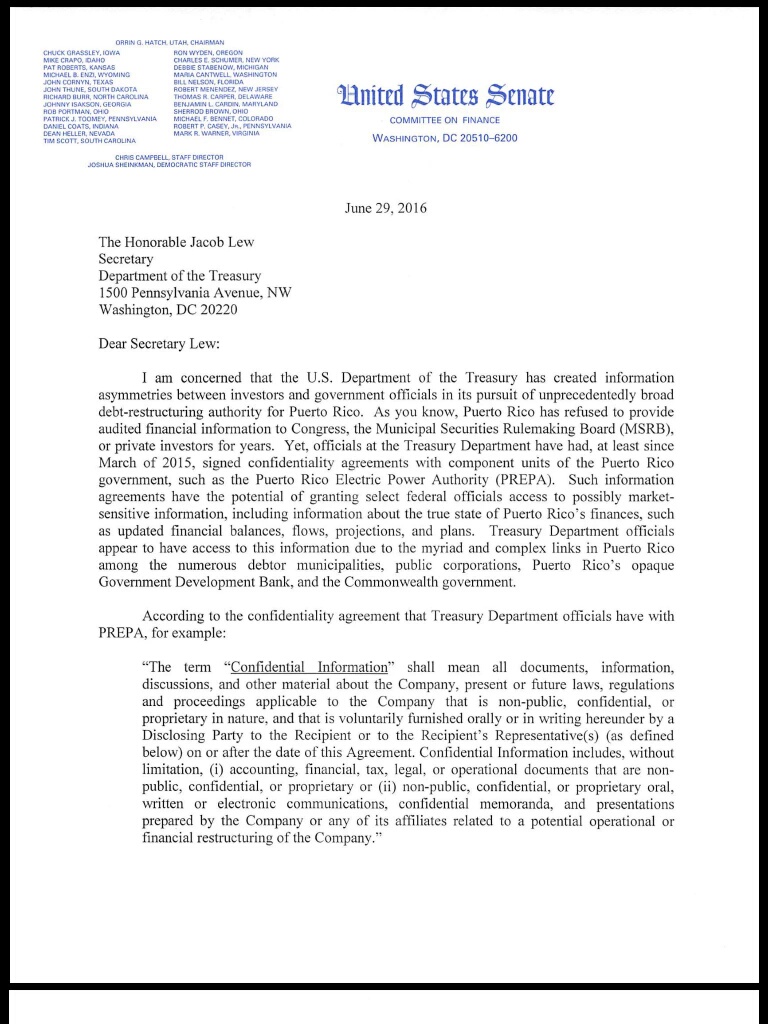 ORRIN G. HATCH, UTAH, CHAIRMAN
CHUCK GRASSLEY, IOWA
MIKE CRAPO, IDAHO
PAT ROBERTS, KANSAS
MICHAEL B. ENZI, WYOMING
JOHN CORNYN, TEXAS
JOHN THUNE, SOUTH DAKOTA
RICHARD BURR, NORTH CAROLINA
JOHNNY ISAKSON, GEORGIA
ROB PORTMAN, OHIO
PATRICK J. TOOMEY, PENNSYLVANIA
DANIEL COATS, INDIANA
DEAN HELLER, NEVADA
TIM SCOTT, SOUTH CAROLINA
RON WYDEN, OREGON
CHARLES E. SCHUMER, NEW YORK
DEBBIE STABENOW, MICHIGAN
MARIA CANTWELL, WASHINGTON
BILL NELSON, FLORIDA
ROBERT MENENDEZ, NEW JERSEY
THOMAS R. CARPER, DELAWARE
BENJAMIN L. CARDIN, MARYLAND
SHERROD BROWN, OHIO
MICHAEL F. BENNET, COLORADO
ROBERT P. CASEY, JR., PENNSYLVANIA
MARK R. WARNER, VIRGINIA
CHRIS CAMPBELL, STAFF DIRECTOR
JOSHUA SHEINKMAN, DEMOCRATIC STAFF DIRECTOR
United States Senate
COMMITTEE ON FINANCE
WASHINGTON, DC 20510–6200
June 29, 2016
The Honorable Jacob Lew
Secretary
Department of the Treasury
1500 Pennsylvania Avenue, NW
Washington, DC 20220
Dear Secretary Lew:
I am concerned that the U.S. Department of the Treasury has created information
asymmetries between investors and government officials in its pursuit of unprecedentedly broad
debt-restructuring authority for Puerto Rico. As you know, Puerto Rico has refused to provide
audited financial information to Congress, the Municipal Securities Rulemaking Board (MSRB),
or private investors for years. Yet, officials at the Treasury Department have had, at least since
March of 2015, signed confidentiality agreements with component units of the Puerto Rico
government, such as the Puerto Rico Electric Power Authority (PREPA). Such information
agreements have the potential of granting select federal officials access to possibly market-
sensitive information, including information about the true state of Puerto Rico's finances, such
as updated financial balances, flows, projections, and plans. Treasury Department officials
appear to have access to this information due to the myriad and complex links in Puerto Rico
among the numerous debtor municipalities, public corporations, Puerto Rico's opaque
Government Development Bank, and the Commonwealth government.
According to the confidentiality agreement that Treasury Department officials have with
PREPA, for example:
“The term “Confidential Information” shall mean all documents, information,
discussions, and other material about the Company, present or future laws, regulations
and proceedings applicable to the Company that is non-public, confidential, or
proprietary in nature, and that is voluntarily furnished orally or in writing hereunder by a
Disclosing Party to the Recipient or to the Recipient's Representative(s) (as defined
below) on or after the date of this Agreement. Confidential Information includes, without
limitation, (i) accounting, financial, tax, legal, or operational documents that are non-
public, confidential, or proprietary or (ii) non-public, confidential, or proprietary oral,
written or electronic communications, confidential memoranda, and presentations
prepared by the Company or any of its affiliates related to a potential operational or
financial restructuring of the Company.”